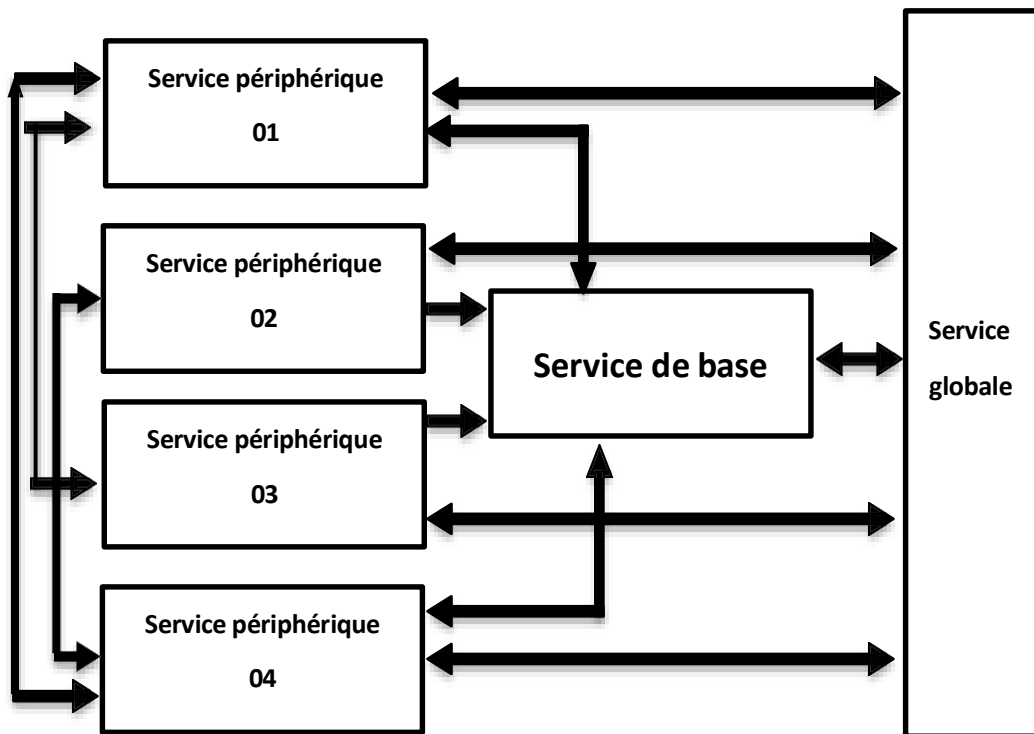 Service périphérique
01
Service périphérique
02
Service de base
Service
globale
Service périphérique
03
Service périphérique
04